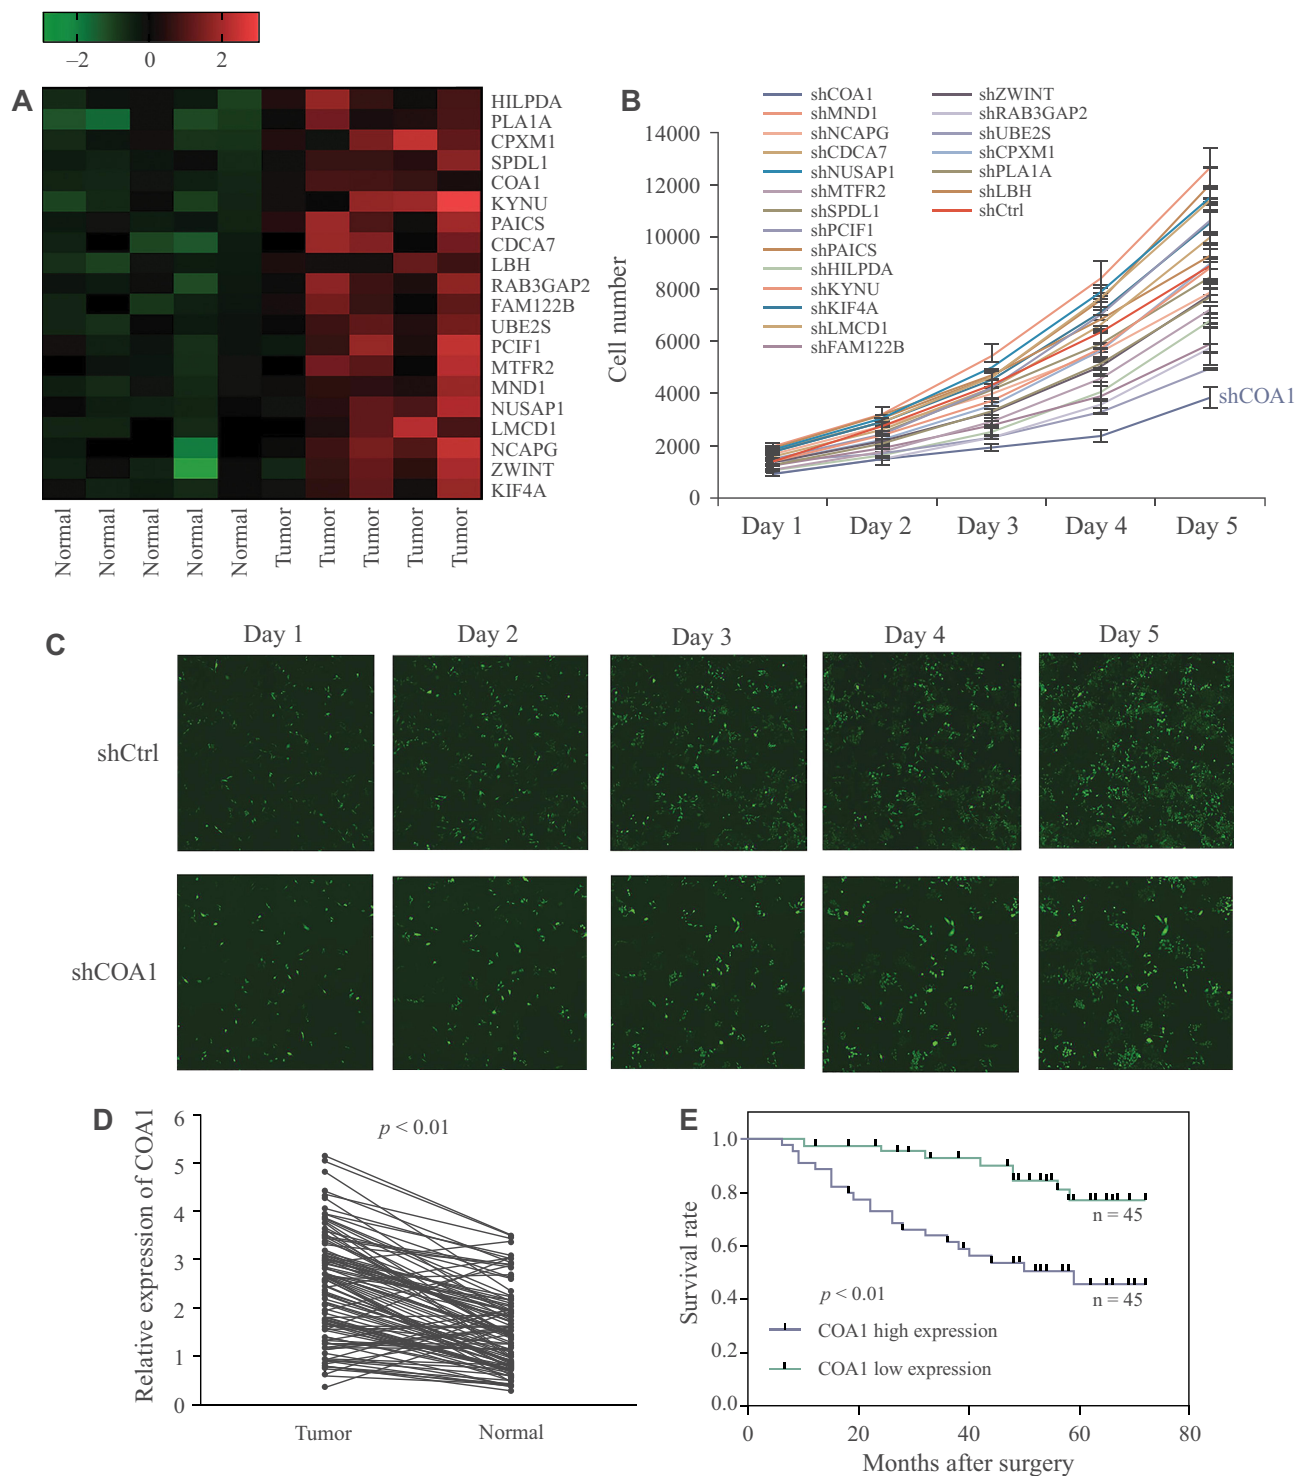 −2 0 2
A
HILPDA
PLA1A
CPXM1
SPDL1
COA1
KYNU
PAICS
CDCA7
LBH
RAB3GAP2
FAM122B
UBE2S
PCIF1
MTFR2
MND1
NUSAP1
LMCD1
NCAPG
ZWINT
KIF4A
Normal
Normal
Normal
Normal
Normal
Tumor
Tumor
Tumor
Tumor
Tumor
B
shCOA1
shMND1
shNCAPG
shCDCA7
shNUSAP1
shMTFR2
shSPDL1
shPCIF1
shPAICS
shHILPDA
shKYNU
shKIF4A
shLMCD1
shFAM122B
shZWINT
shRAB3GAP2
shUBE2S
shCPXM1
shPLA1A
shLBH
shCtrl
Cell number
14000
12000
10000
8000
6000
4000
2000
0
shCOA1
Day 1 Day 2 Day 3 Day 4 Day 5
C
Day 1 Day 2 Day 3 Day 4 Day 5
shCtrl
shCOA1
D
Relative expression of COA1
6
5
4
3
2
1
0
p < 0.01
Tumor Normal
E
Survival rate
1.0
0.8
0.6
0.4
0.2
0.0
n = 45
n = 45
p < 0.01
COA1 high expression
COA1 low expression
0 20 40 60 80
Months after surgery